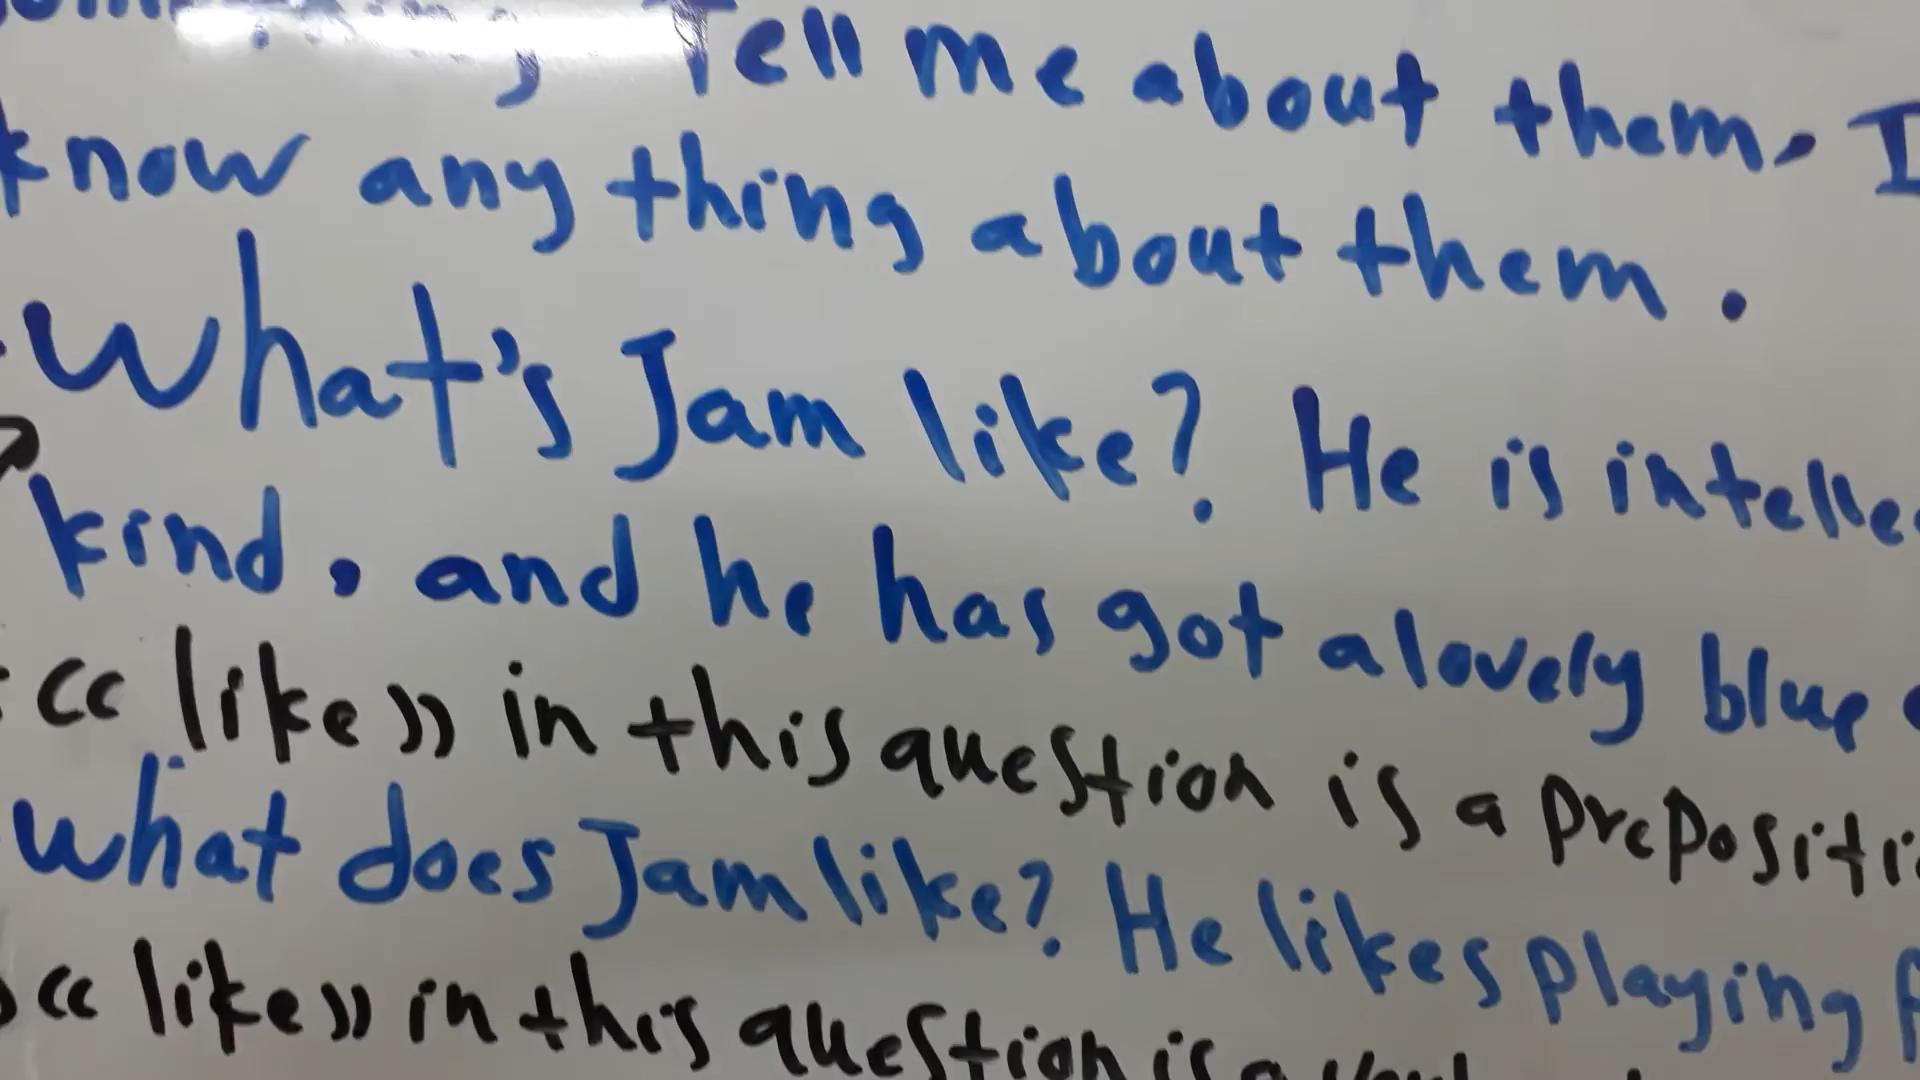 Tell me about them. I
know any thing about them.
What's Jam like? He is intelle
kind, and he has got a lovely blue
<< like >> in this question is a prepositi
What does Jam like? He likes playing
<< like >> in this question is a